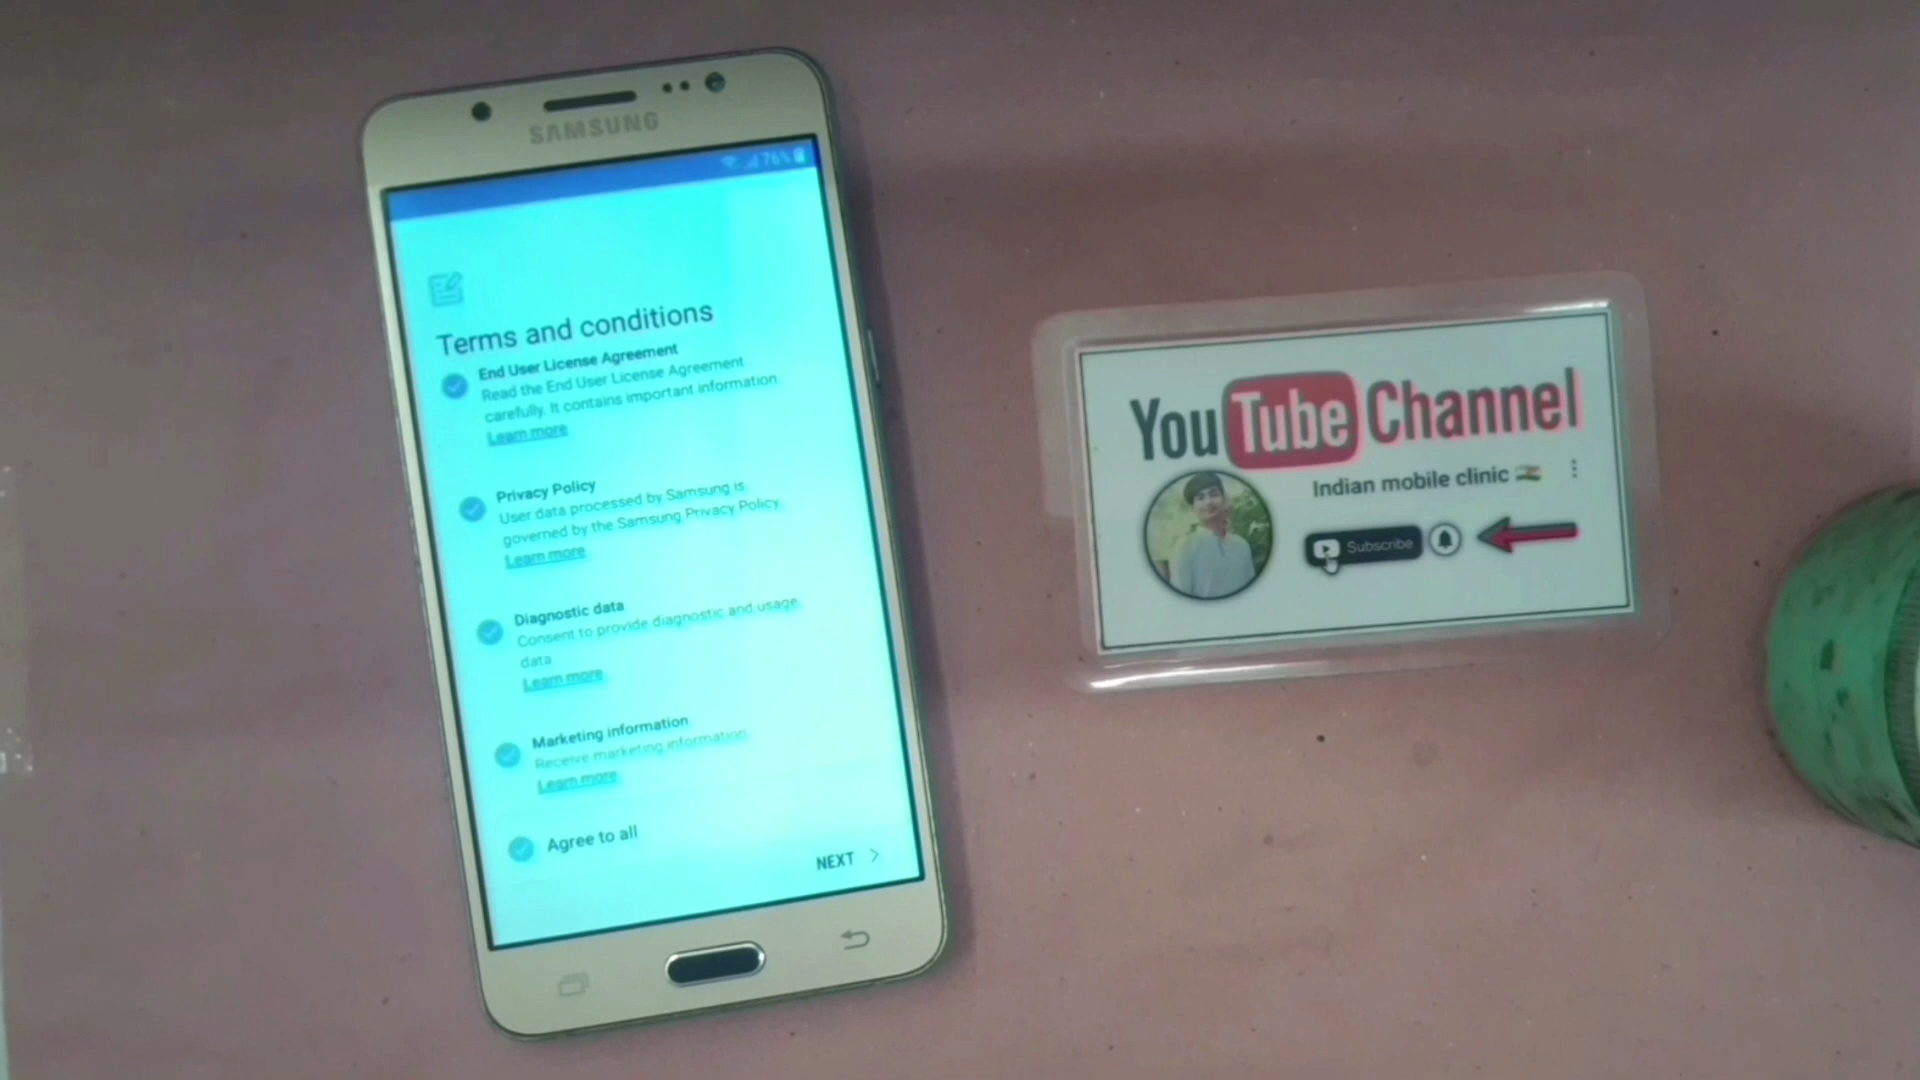 SAMSUNG
76%
Terms and conditions
End User License Agreement
Read the End User License Agreement
carefully. It contains important information.
Learn more
Privacy Policy
User data processed by Samsung is
governed by the Samsung Privacy Policy.
Learn more
Diagnostic data
Consent to provide diagnostic and usage
data.
Learn more
Marketing information
Receive marketing information.
Learn more
Agree to all
NEXT
YouTube Channel
Indian mobile clinic
Subscribe